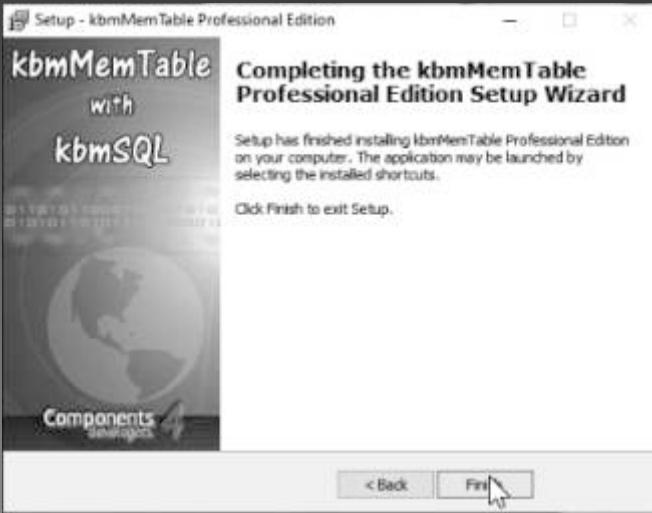 Setup - kbmMemTable Professional Edition
kbmMemTable
with
kbmSQL
Components
developers 4
Completing the kbmMemTable
Professional Edition Setup Wizard
Setup has finished installing kbmMemTable Professional Edition
on your computer. The application may be launched by
selecting the installed shortcuts.
Click Finish to exit Setup.
< Back
Finish